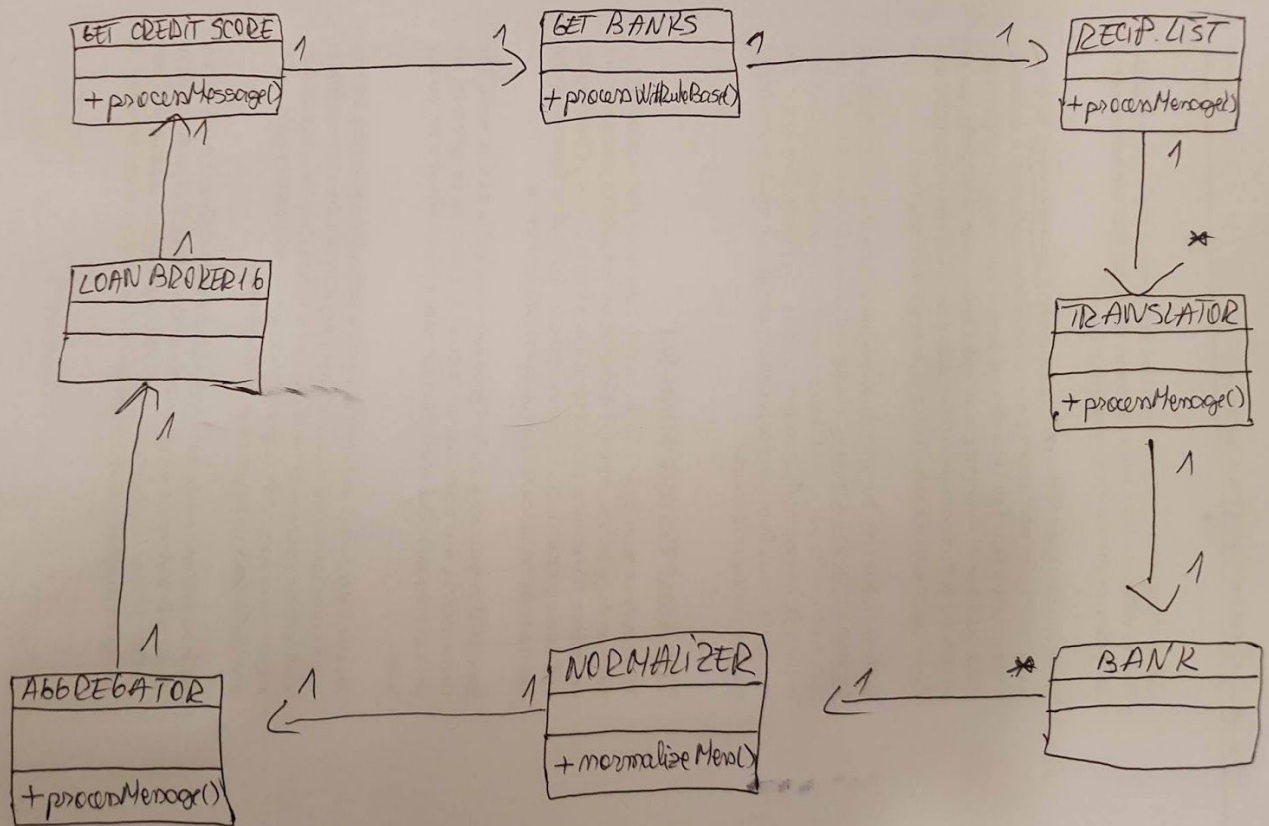 GET CREDIT SCORE
+processMessage()
1
1
GET BANKS
+processWithRuleBase()
1
1
RECIP. LIST
+processMessage()
1
1
LOAN BROKER16
1
1
*
TRANSLATOR
+processMessage()
1
1
1
AGGREGATOR
+processMessage()
1
1
NORMALIZER
+normalizeMess()
1
*
BANK